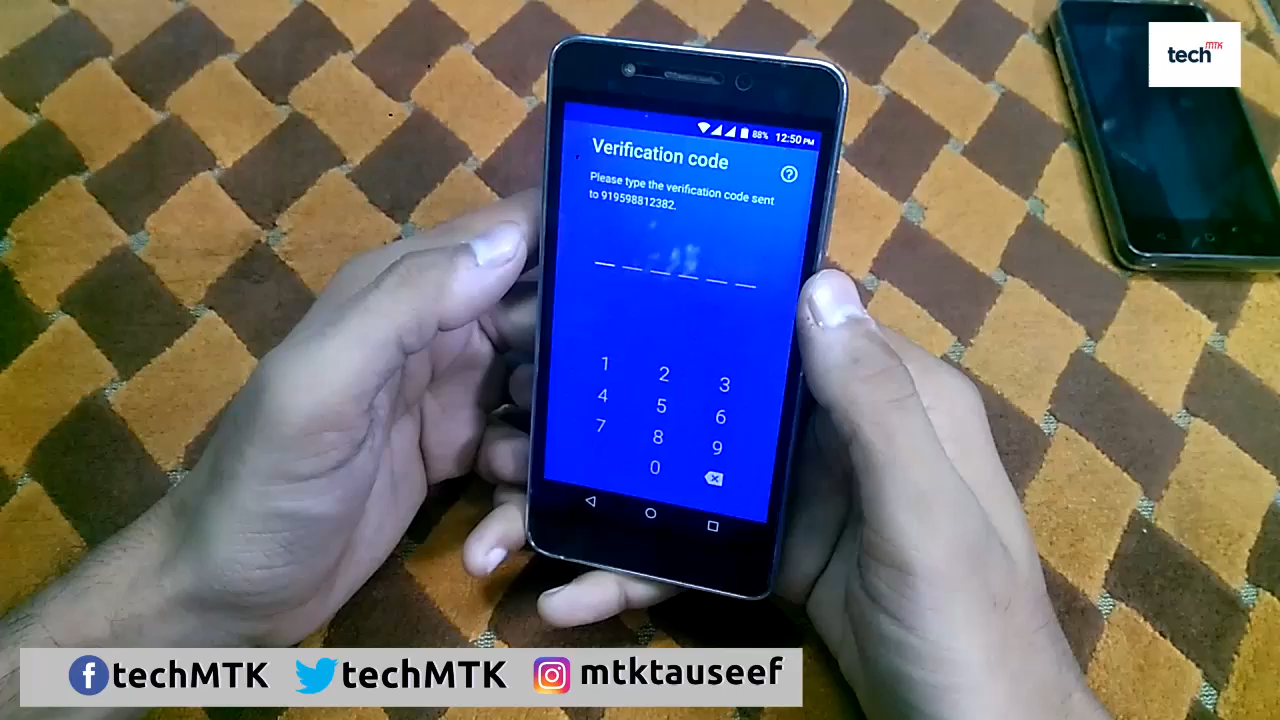 tech MTK
88% 12:50 PM
Verification code
?
Please type the verification code sent
to 919598812382.
1 2 3
4 5 6
7 8 9
0
f techMTK techMTK mtktauseef